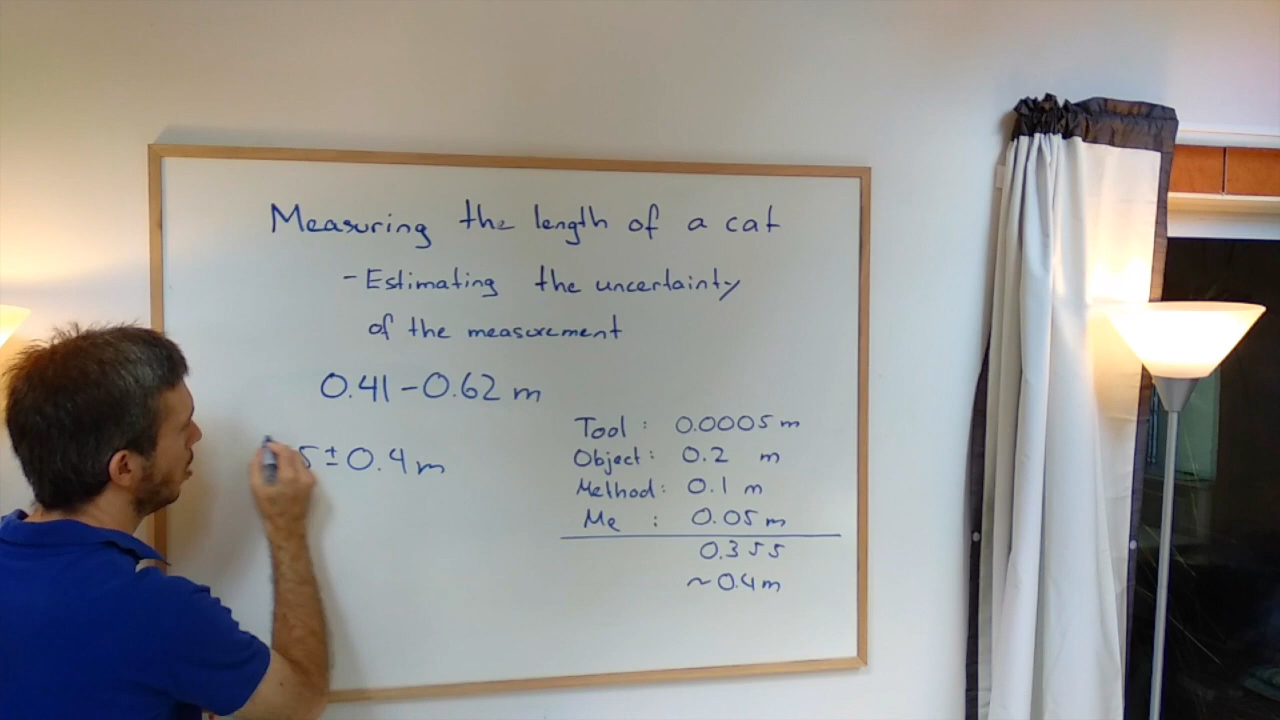 Measuring the length of a cat
- Estimating the uncertainty
of the measurement
0.41 - 0.62 m
5 ± 0.4 m
Tool : 0.0005 m
Object : 0.2 m
Method : 0.1 m
Me : 0.05 m
0.355
~ 0.4 m